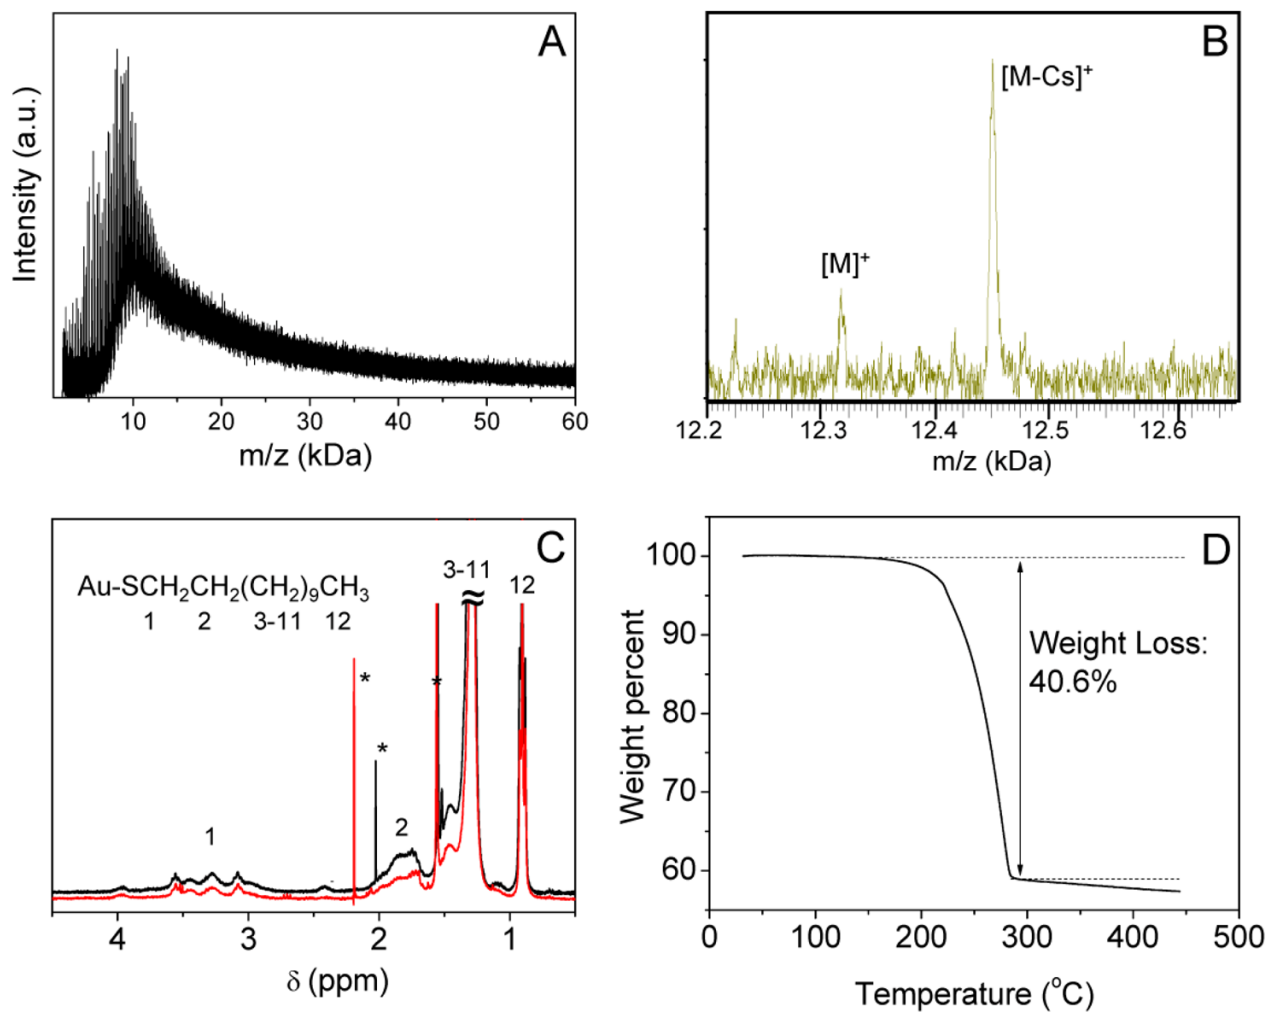 A
Intensity (a.u.)
10 20 30 40 50 60
m/z (kDa)
B
[M-Cs]+
[M]+
12.2 12.3 12.4 12.5 12.6
m/z (kDa)
C
3-11
12
Au-SCH2CH2(CH2)9CH3
1 2 3-11 12
*
*
*
1
2
4 3 2 1
δ (ppm)
D
Weight percent
100
90
80
70
60
Weight Loss:
40.6%
0 100 200 300 400 500
Temperature (oC)